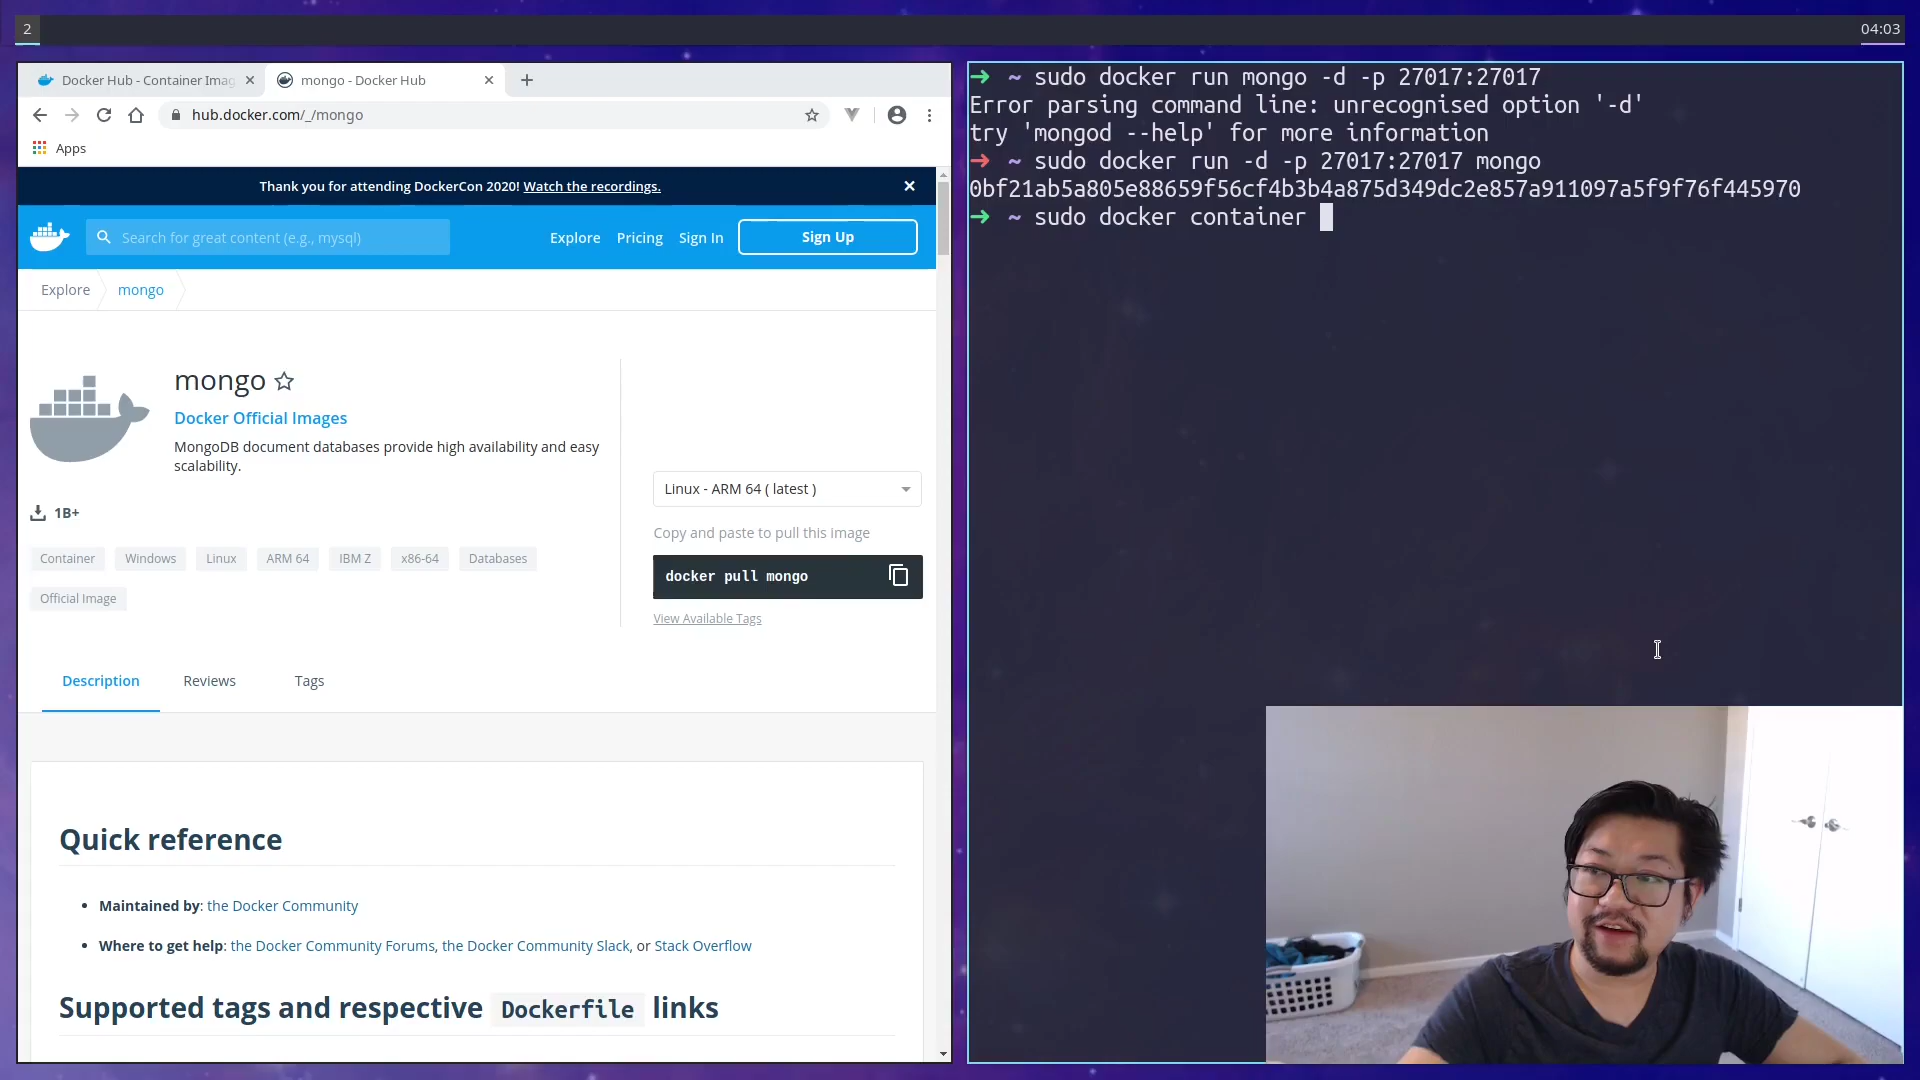 2
04:03
Docker Hub - Container Imag
mongo - Docker Hub
hub.docker.com/_/mongo
Apps
Thank you for attending DockerCon 2020! Watch the recordings.
Search for great content (e.g., mysql)
Explore
Pricing
Sign In
Sign Up
Explore
mongo
mongo
Docker Official Images
MongoDB document databases provide high availability and easy
scalability.
1B+
Container
Windows
Linux
ARM 64
IBM Z
x86-64
Databases
Official Image
Linux - ARM 64 ( latest )
Copy and paste to pull this image
docker pull mongo
View Available Tags
Description
Reviews
Tags
Quick reference
• Maintained by: the Docker Community
• Where to get help: the Docker Community Forums, the Docker Community Slack, or Stack Overflow
Supported tags and respective Dockerfile links
→ ~ sudo docker run mongo -d -p 27017:27017
Error parsing command line: unrecognised option '-d'
try 'mongod --help' for more information
→ ~ sudo docker run -d -p 27017:27017 mongo
0bf21ab5a805e88659f56cf4b3b4a875d349dc2e857a911097a5f9f76f445970
→ ~ sudo docker container